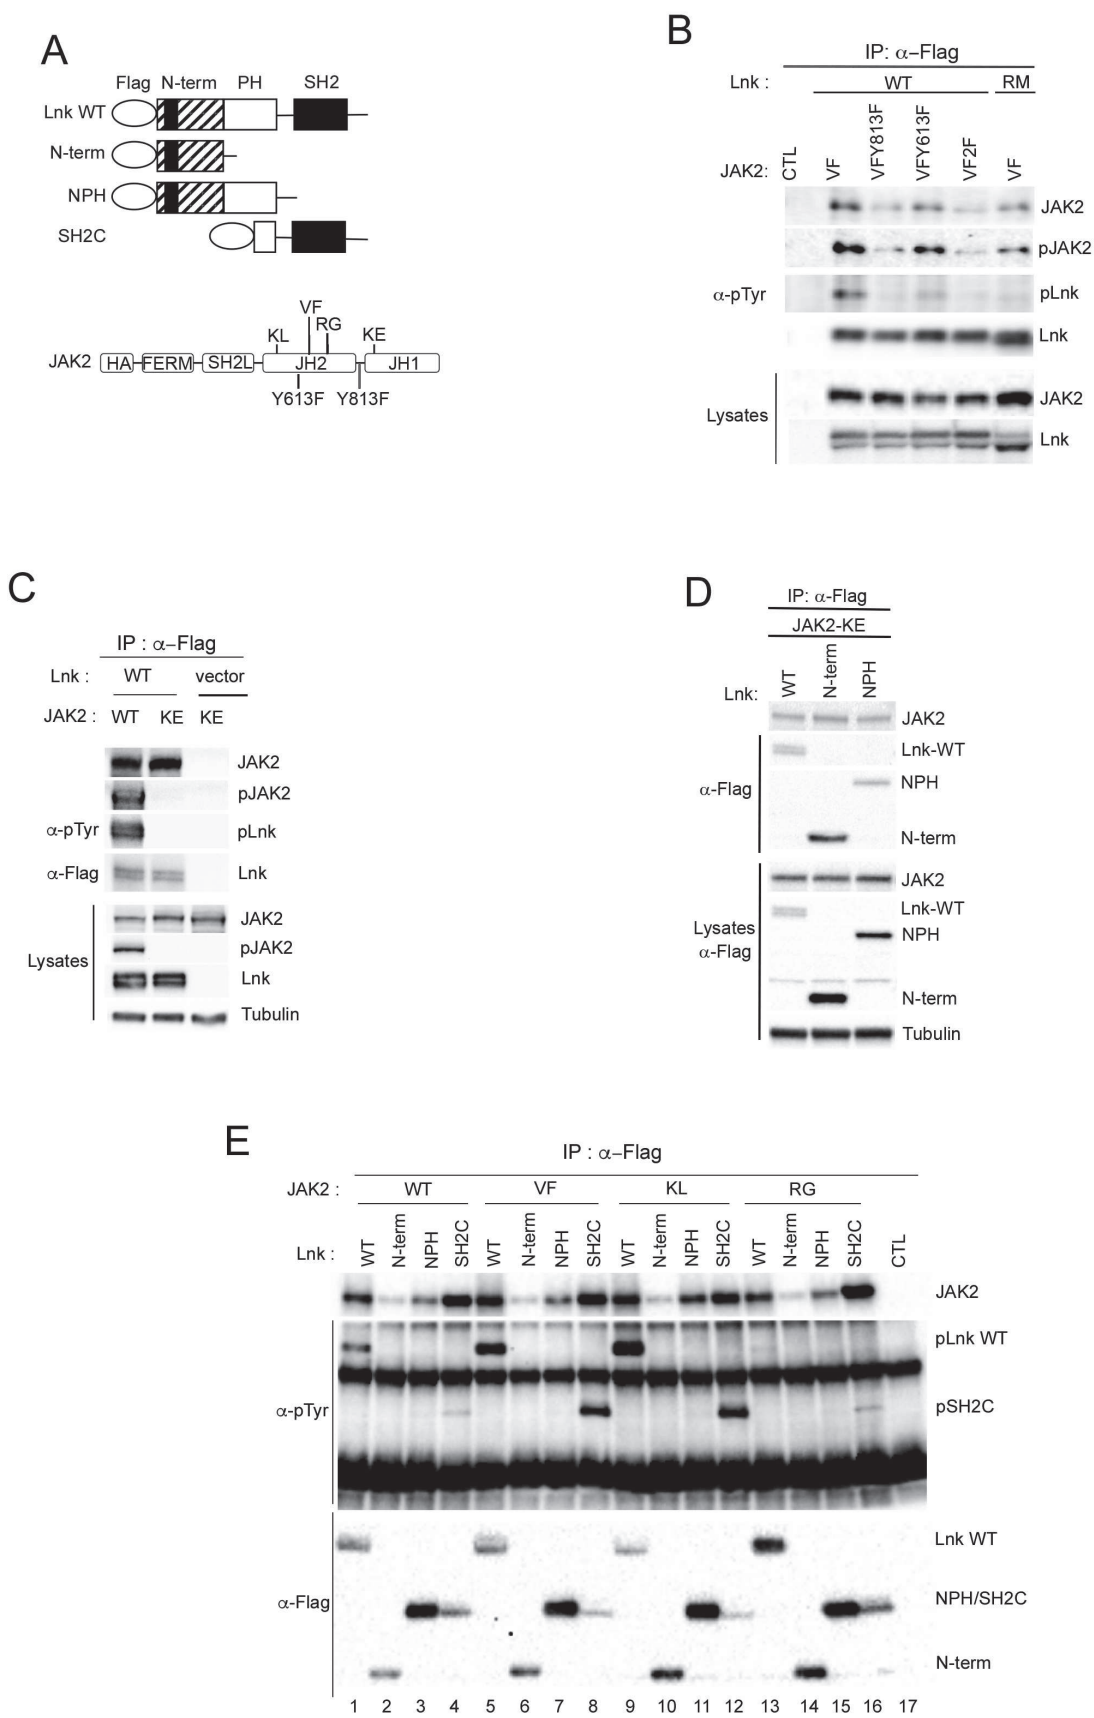 A
Flag N-term PH SH2
Lnk WT
N-term
NPH
SH2C
VF
RG
KL KE
JAK2 HA FERM SH2L JH2 JH1
Y613F Y813F
B
IP: α–Flag
Lnk : WT RM
JAK2: CTL VF VFY813F VFY613F VF2F VF
JAK2
pJAK2
α-pTyr pLnk
Lnk
Lysates
JAK2
Lnk
C
IP : α–Flag
Lnk : WT vector
JAK2 : WT KE KE
JAK2
pJAK2
α-pTyr pLnk
α-Flag Lnk
Lysates
JAK2
pJAK2
Lnk
Tubulin
D
IP: α-Flag
JAK2-KE
Lnk: WT N-term NPH
JAK2
α-Flag
Lnk-WT
NPH
N-term
Lysates
α-Flag
JAK2
Lnk-WT
NPH
N-term
Tubulin
E
IP : α–Flag
JAK2 : WT VF KL RG
Lnk : WT N-term NPH SH2C WT N-term NPH SH2C WT N-term NPH SH2C WT N-term NPH SH2C CTL
JAK2
α-pTyr
pLnk WT
pSH2C
α-Flag
Lnk WT
NPH/SH2C
N-term
1 2 3 4 5 6 7 8 9 10 11 12 13 14 15 16 17